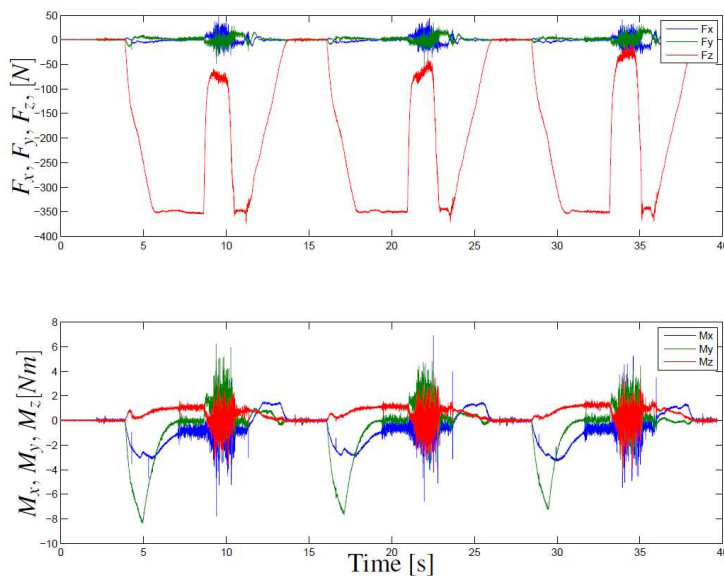 50
0
-50
-100
-150
-200
-250
-300
-350
-400
0 5 10 15 20 25 30 35 40
Fx
Fy
Fz
F_x, F_y, F_z, [N]
8
6
4
2
0
-2
-4
-6
-8
-10
0 5 10 15 20 25 30 35 40
Mx
My
Mz
M_x, M_y, M_z[Nm]
Time [s]